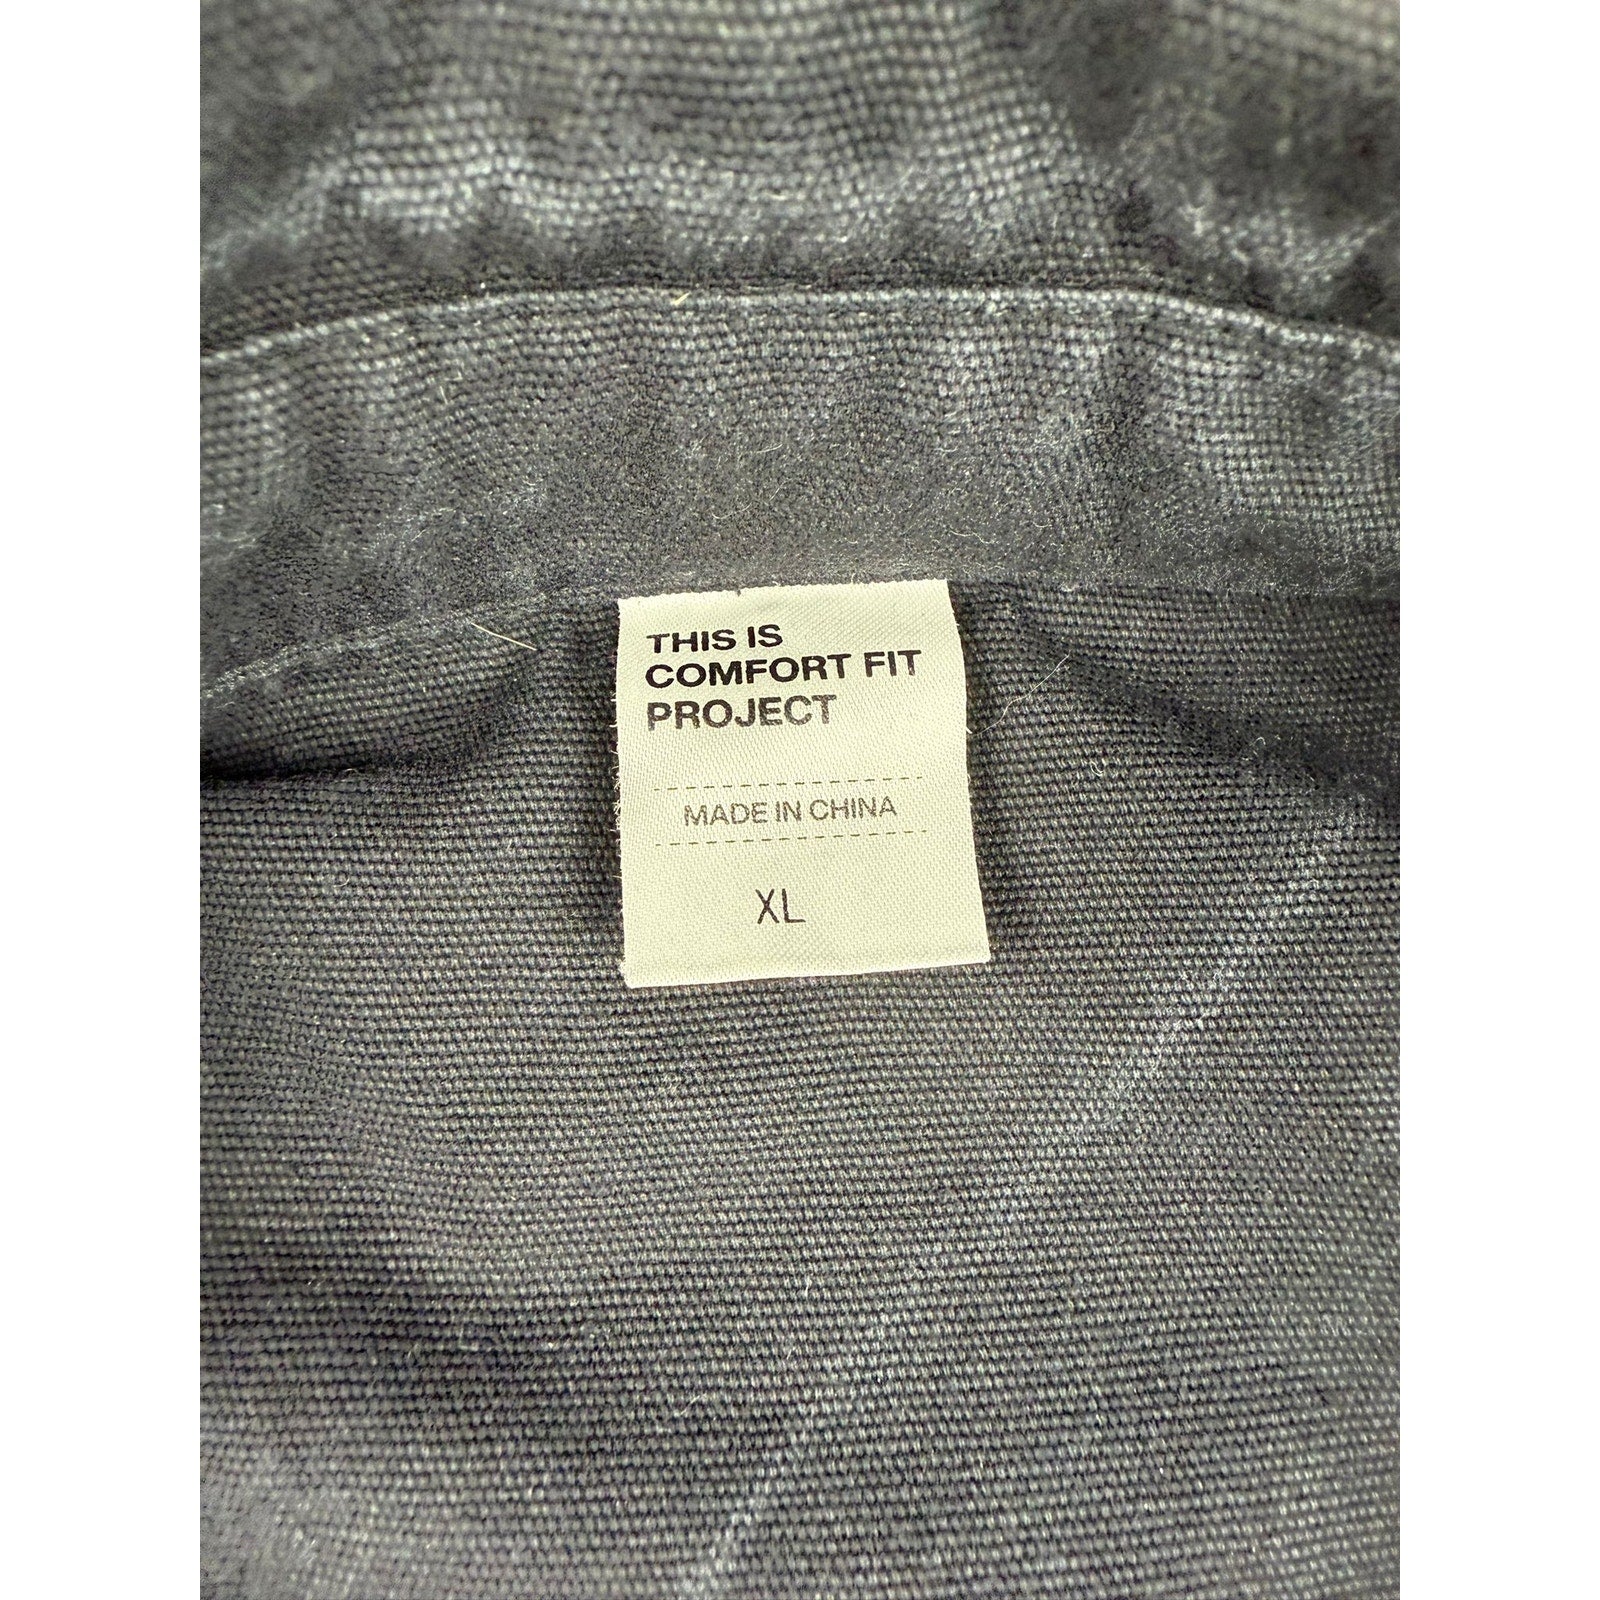 THIS IS
COMFORT FIT
PROJECT
MADE IN CHINA
XL